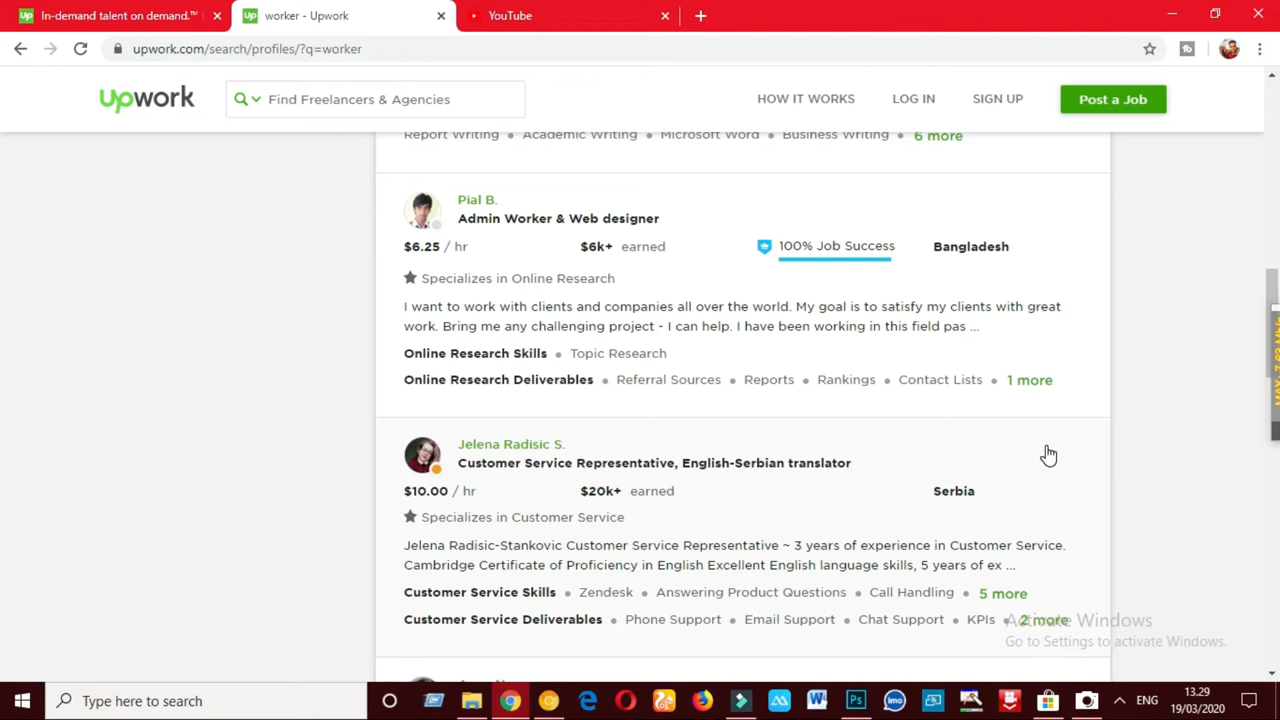 In-demand talent on demand.™
worker - Upwork
YouTube
upwork.com/search/profiles/?q=worker
upwork
Find Freelancers & Agencies
HOW IT WORKS
LOG IN
SIGN UP
Post a Job
Report Writing • Academic Writing • Microsoft Word • Business Writing • 6 more
Pial B.
Admin Worker & Web designer
$6.25 / hr $6k+ earned 100% Job Success Bangladesh
Specializes in Online Research
I want to work with clients and companies all over the world. My goal is to satisfy my clients with great
work. Bring me any challenging project - I can help. I have been working in this field pas ...
Online Research Skills • Topic Research
Online Research Deliverables • Referral Sources • Reports • Rankings • Contact Lists • 1 more
Jelena Radisic S.
Customer Service Representative, English-Serbian translator
$10.00 / hr $20k+ earned Serbia
Specializes in Customer Service
Jelena Radisic-Stankovic Customer Service Representative ~ 3 years of experience in Customer Service.
Cambridge Certificate of Proficiency in English Excellent English language skills, 5 years of ex ...
Customer Service Skills • Zendesk • Answering Product Questions • Call Handling • 5 more
Customer Service Deliverables • Phone Support • Email Support • Chat Support • KPIs • 2 more
Activate Windows
Go to Settings to activate Windows.
Type here to search
ENG
13.29
19/03/2020